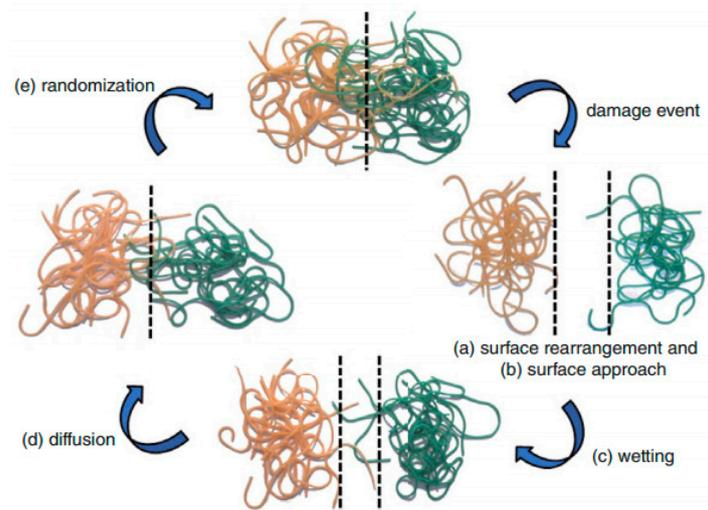 (e) randomization
damage event
(a) surface rearrangement and
(b) surface approach
(d) diffusion
(c) wetting